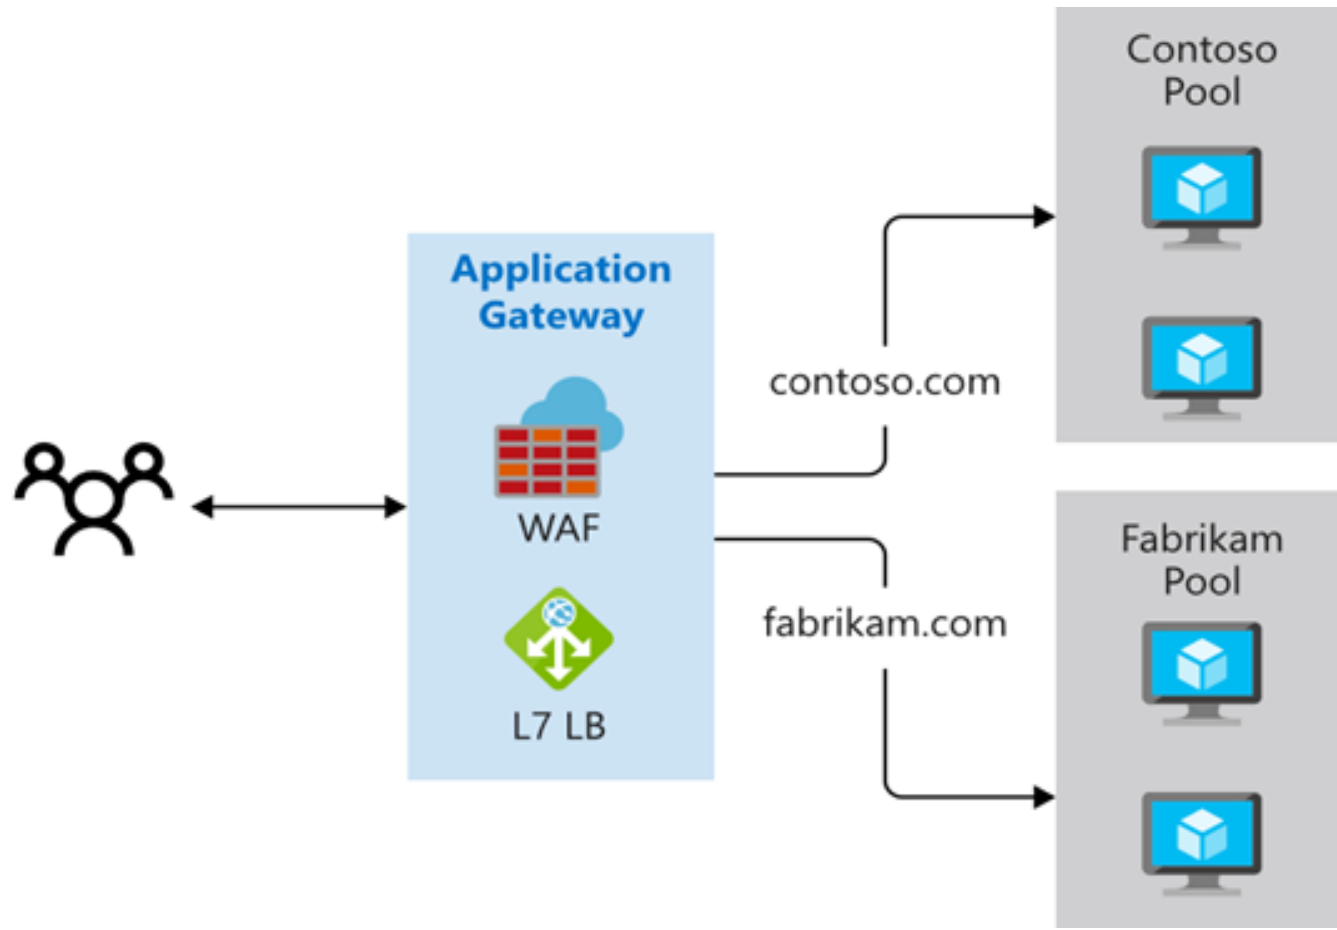 Application
Gateway
WAF
L7 LB
contoso.com
fabrikam.com
Contoso
Pool
Fabrikam
Pool